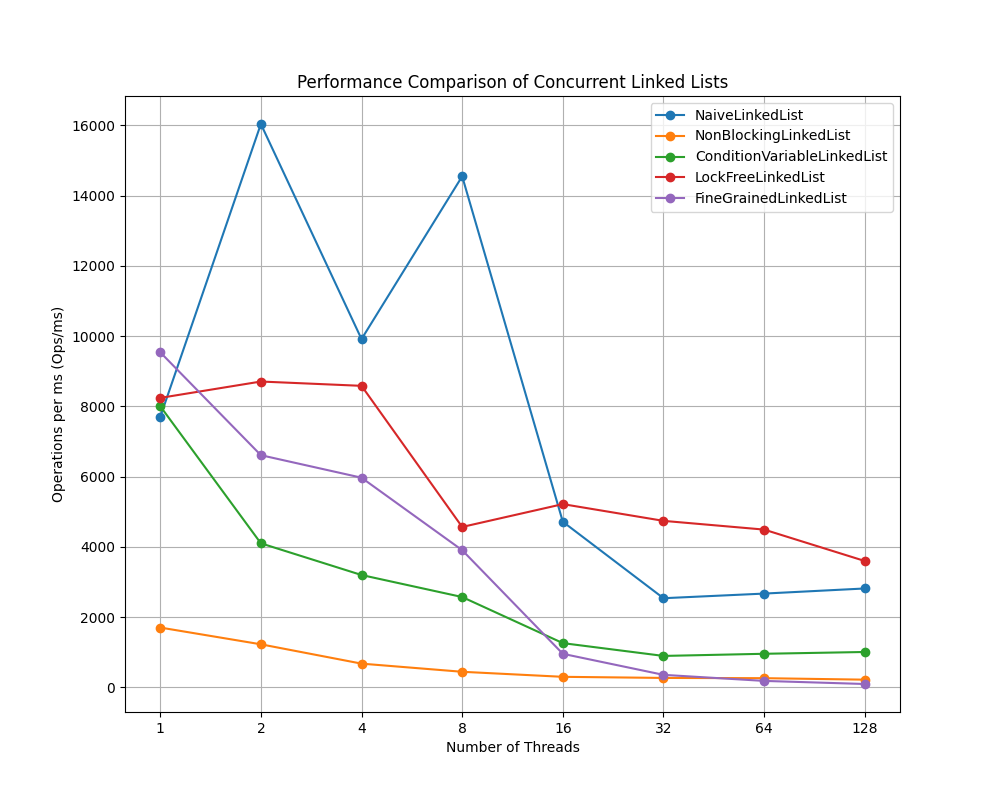 Performance Comparison of Concurrent Linked Lists
NaiveLinkedList
NonBlockingLinkedList
ConditionVariableLinkedList
LockFreeLinkedList
FineGrainedLinkedList
Operations per ms (Ops/ms)
16000
14000
12000
10000
8000
6000
4000
2000
0
1 2 4 8 16 32 64 128
Number of Threads